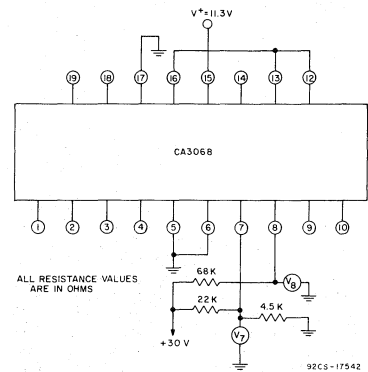 V⁺=11.3V
19 18 17 16 15 14 13 12
CA3068
1 2 3 4 5 6 7 8 9 10
68K
V8
ALL RESISTANCE VALUES
ARE IN OHMS
22K
4.5K
+30 V
V7
92CS-17542